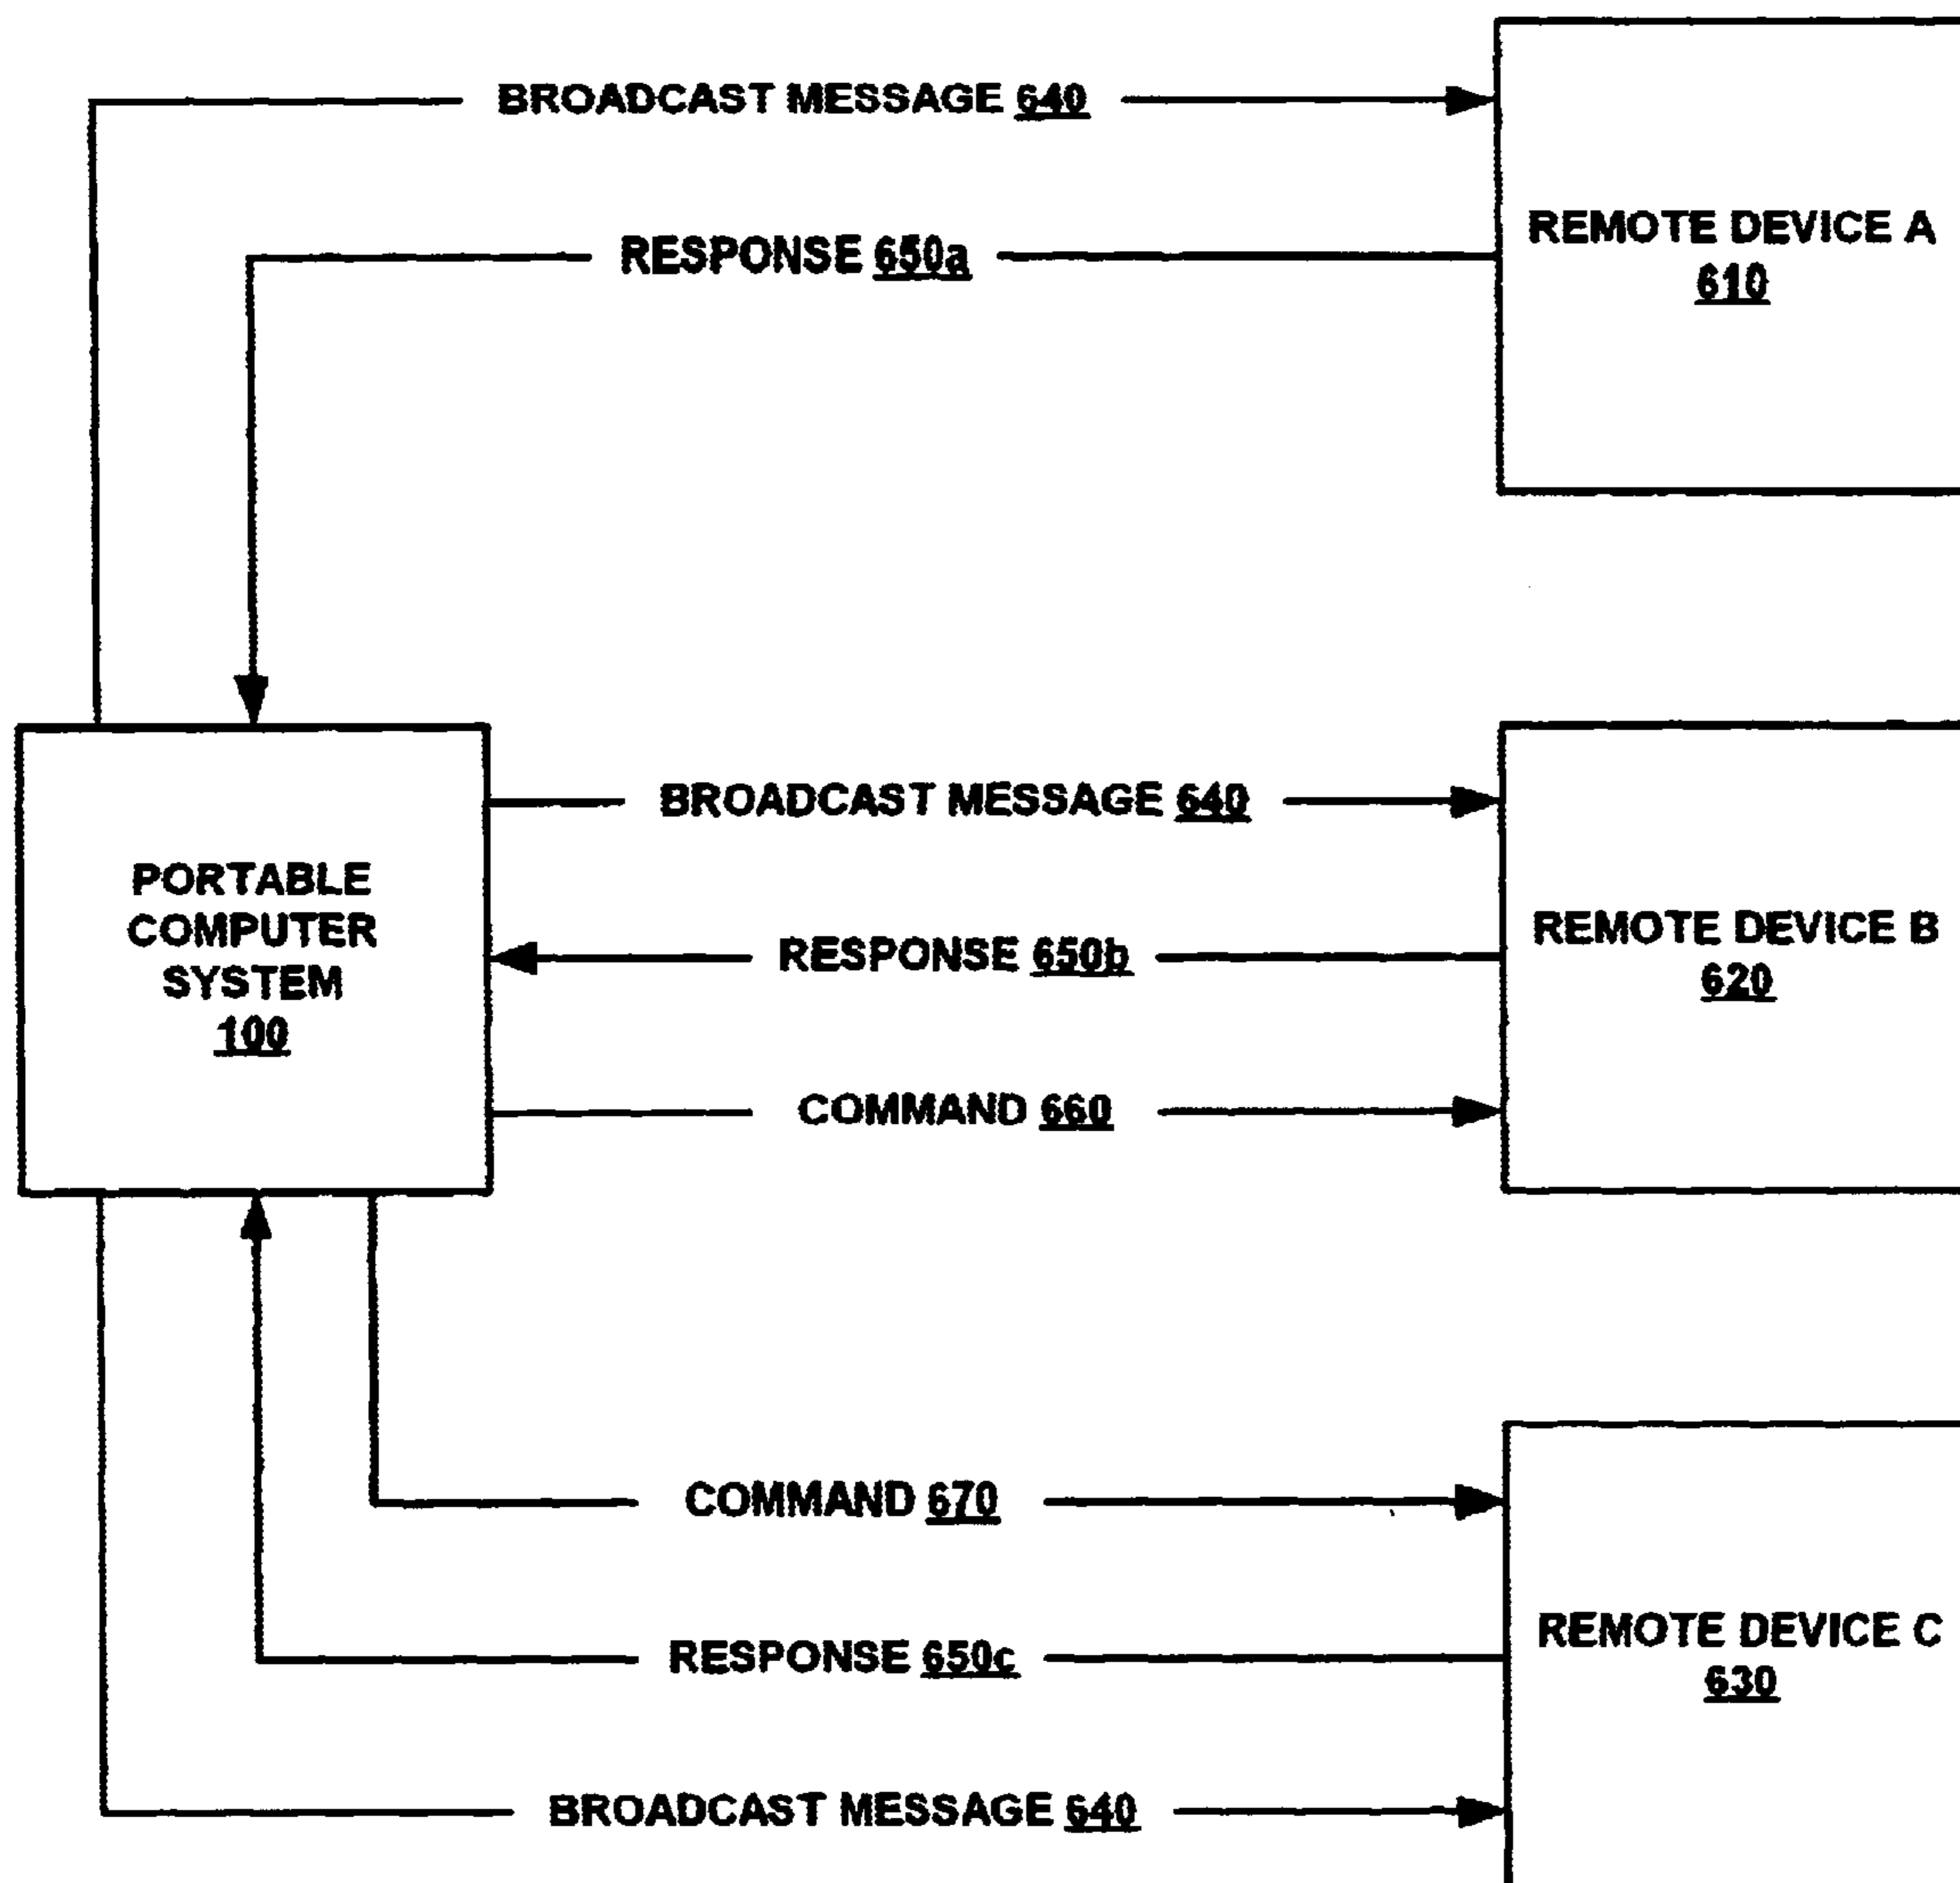 BROADCAST MESSAGE 640
RESPONSE 650a
REMOTE DEVICE A
610
BROADCAST MESSAGE 640
PORTABLE
COMPUTER
SYSTEM
100
RESPONSE 650b
REMOTE DEVICE B
620
COMMAND 660
COMMAND 670
RESPONSE 650c
REMOTE DEVICE C
630
BROADCAST MESSAGE 640